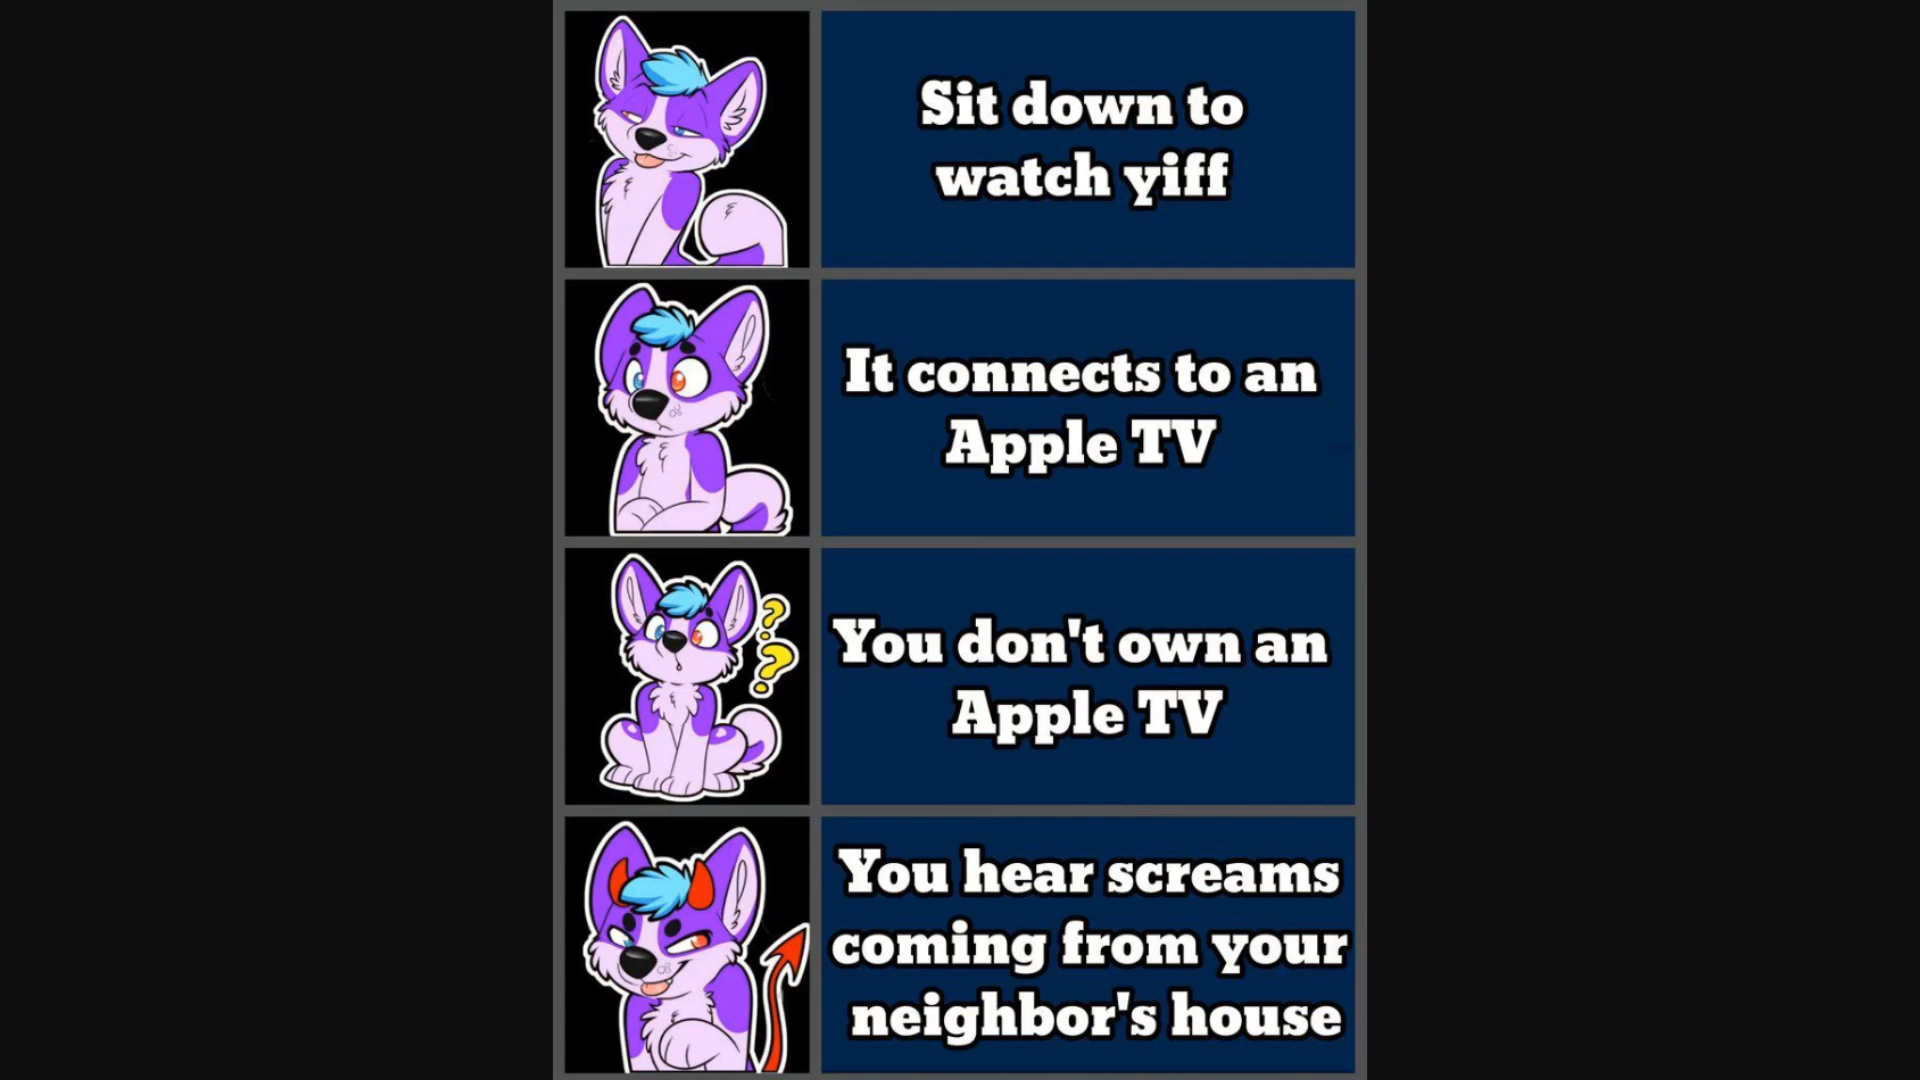 Sit down to
watch yiff
It connects to an
Apple TV
? ?
You don't own an
Apple TV
You hear screams
coming from your
neighbor's house